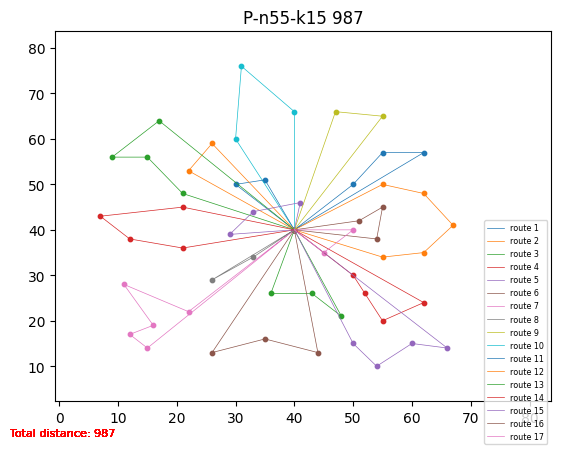 P-n55-k15 987
80
70
60
50
40
30
20
10
0 10 20 30 40 50 60 70 80
route 1
route 2
route 3
route 4
route 5
route 6
route 7
route 8
route 9
route 10
route 11
route 12
route 13
route 14
route 15
route 16
route 17
Total distance: 987